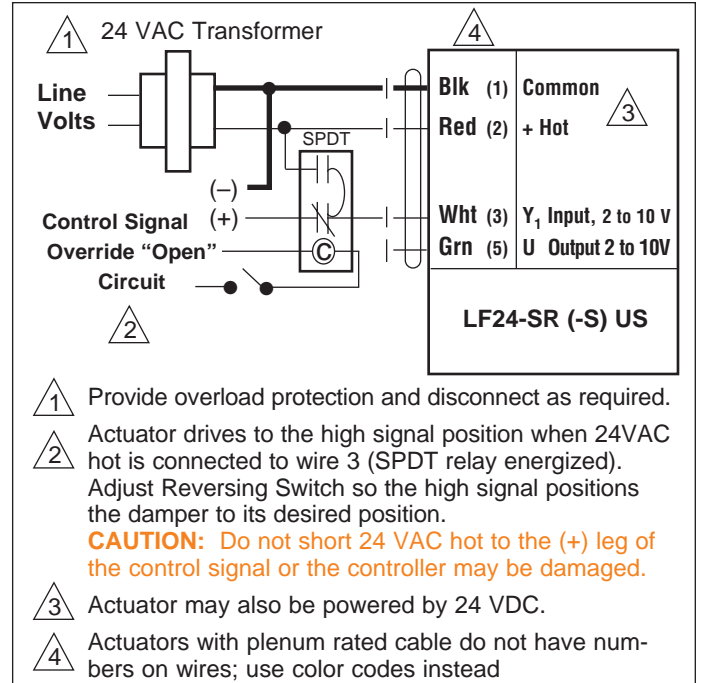 1 24 VAC Transformer
4
Line
Volts
Blk (1) Common
3
Red (2) + Hot
SPDT
(–)
Control Signal (+)
Wht (3) Y1 Input, 2 to 10 V
Override “Open”
C
Grn (5) U Output 2 to 10V
Circuit
2
LF24-SR (-S) US
1 Provide overload protection and disconnect as required.
Actuator drives to the high signal position when 24VAC
2 hot is connected to wire 3 (SPDT relay energized).
Adjust Reversing Switch so the high signal positions
the damper to its desired position.
CAUTION: Do not short 24 VAC hot to the (+) leg of
the control signal or the controller may be damaged.
3 Actuator may also be powered by 24 VDC.
Actuators with plenum rated cable do not have num-
4 bers on wires; use color codes instead